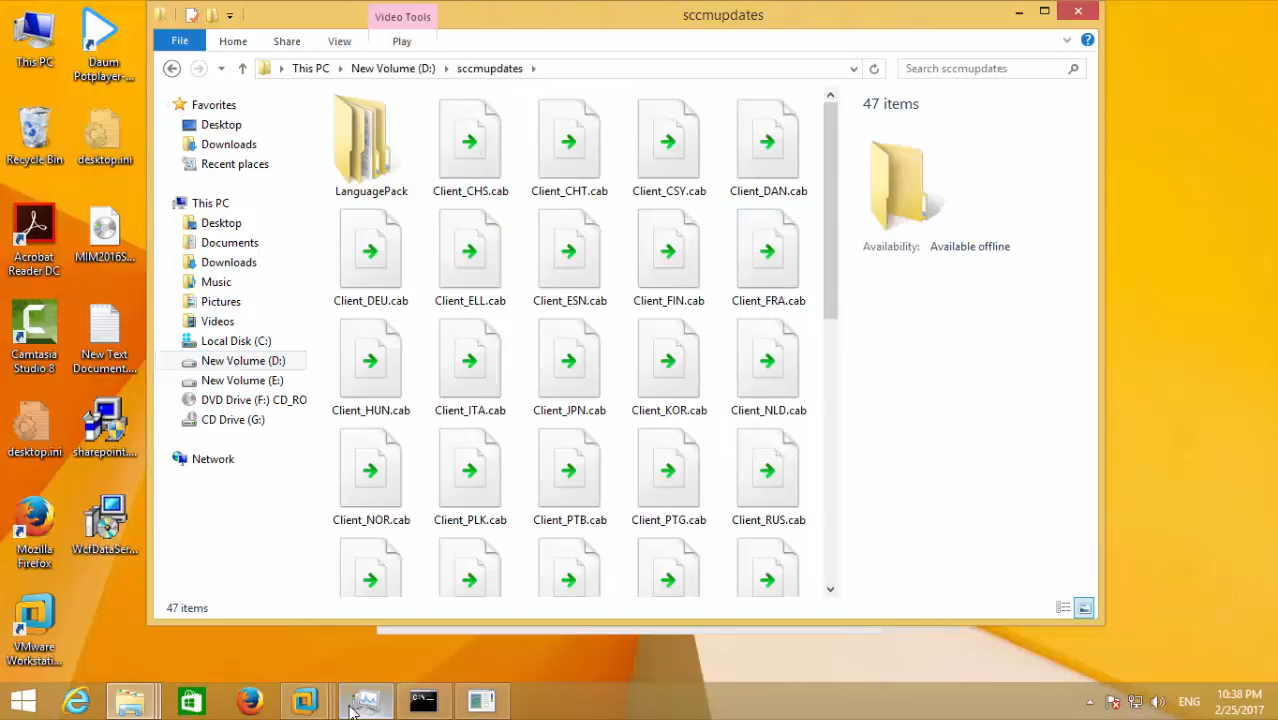 Video Tools
sccmupdates
File
Home
Share
View
Play
This PC
New Volume (D:)
sccmupdates
Search sccmupdates
This PC
Daum
Potplayer-...
Recycle Bin
desktop.ini
Acrobat
Reader DC
MIM2016S...
Camtasia
Studio 8
New Text
Document....
desktop.ini
sharepoint....
Mozilla
Firefox
WcfDataSer...
VMware
Workstati...
Favorites
Desktop
Downloads
Recent places
This PC
Desktop
Documents
Downloads
Music
Pictures
Videos
Local Disk (C:)
New Volume (D:)
New Volume (E:)
DVD Drive (F:) CD_RO
CD Drive (G:)
Network
LanguagePack
Client_CHS.cab
Client_CHT.cab
Client_CSY.cab
Client_DAN.cab
Client_DEU.cab
Client_ELL.cab
Client_ESN.cab
Client_FIN.cab
Client_FRA.cab
Client_HUN.cab
Client_ITA.cab
Client_JPN.cab
Client_KOR.cab
Client_NLD.cab
Client_NOR.cab
Client_PLK.cab
Client_PTB.cab
Client_PTG.cab
Client_RUS.cab
47 items
Availability: Available offline
47 items
C:\_
ENG
10:38 PM
2/25/2017